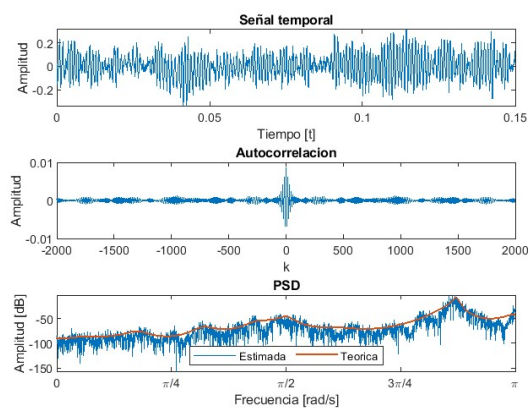 Señal temporal
Amplitud
0.2
0
-0.2
0
0.05
0.1
0.15
Tiempo [t]
Autocorrelacion
Amplitud
0.01
0
-0.01
-2000
-1500
-1000
-500
0
500
1000
1500
2000
k
PSD
Amplitud [dB]
-50
-100
-150
Estimada
Teorica
0
π/4
π/2
3π/4
π
Frecuencia [rad/s]